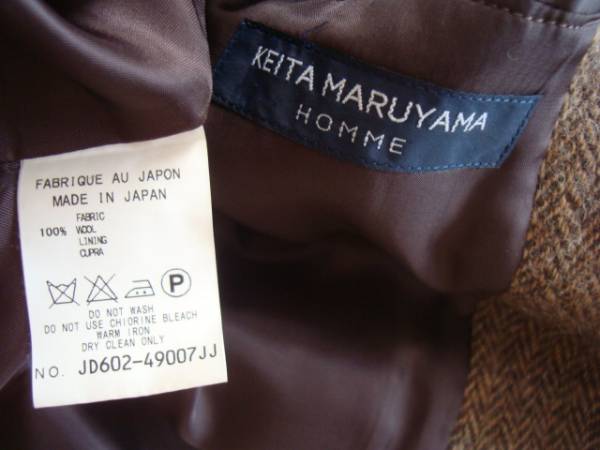 KEITA MARUYAMA
HOMME
FABRIQUE AU JAPON
MADE IN JAPAN
FABRIC
100% WOOL
LINING
CUPRA
P
DO NOT WASH
DO NOT USE CHIORINE BLEACH
WARM IRON
DRY CLEAN ONLY
NO. JD602-49007JJ